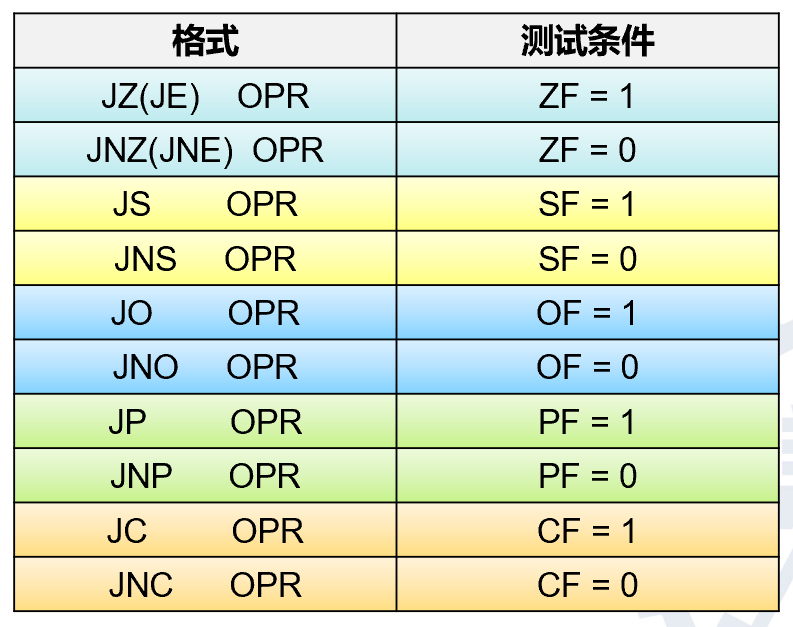 格式 测试条件
JZ(JE) OPR ZF = 1
JNZ(JNE) OPR ZF = 0
JS OPR SF = 1
JNS OPR SF = 0
JO OPR OF = 1
JNO OPR OF = 0
JP OPR PF = 1
JNP OPR PF = 0
JC OPR CF = 1
JNC OPR CF = 0